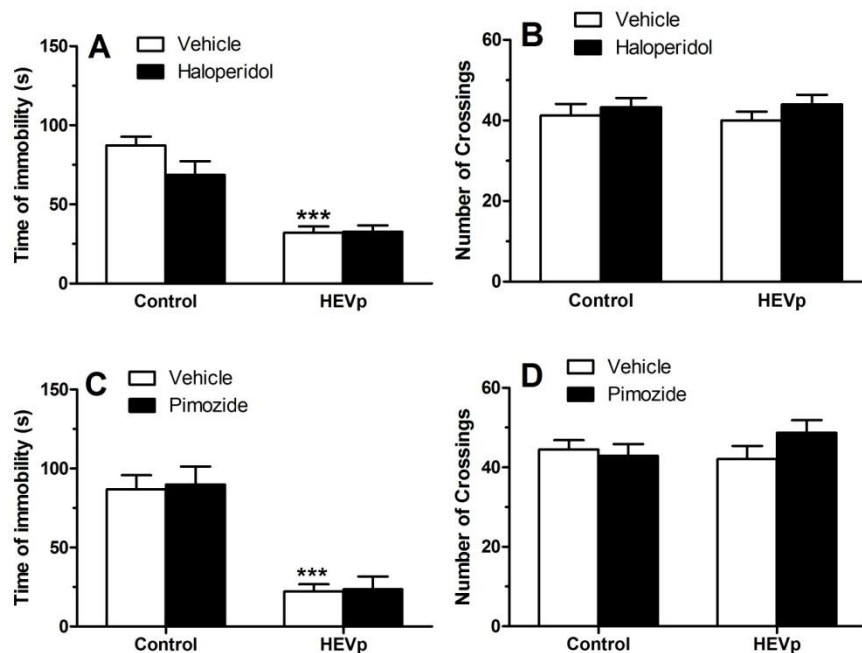 A
Vehicle
Haloperidol
Time of immobility (s)
150
100
50
0
***
Control HEVp
B
Vehicle
Haloperidol
Number of Crossings
60
40
20
0
Control HEVp
C
Vehicle
Pimozide
Time of immobility (s)
150
100
50
0
***
Control HEVp
D
Vehicle
Pimozide
Number of Crossings
60
40
20
0
Control HEVp